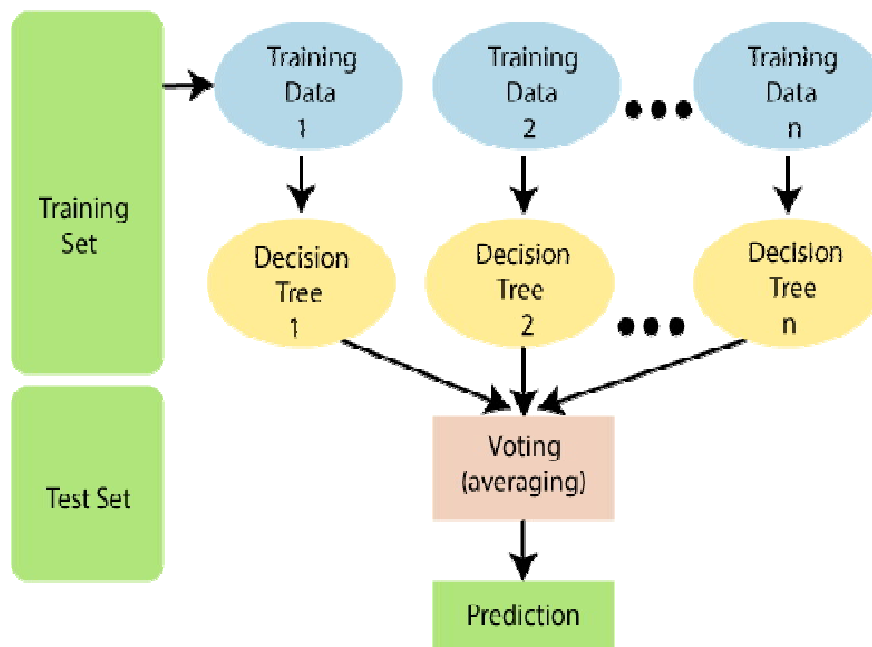 Training
Set
Test Set
Training
Data
1
Training
Data
2
Training
Data
n
Decision
Tree
1
Decision
Tree
2
Decision
Tree
n
Voting
(averaging)
Prediction